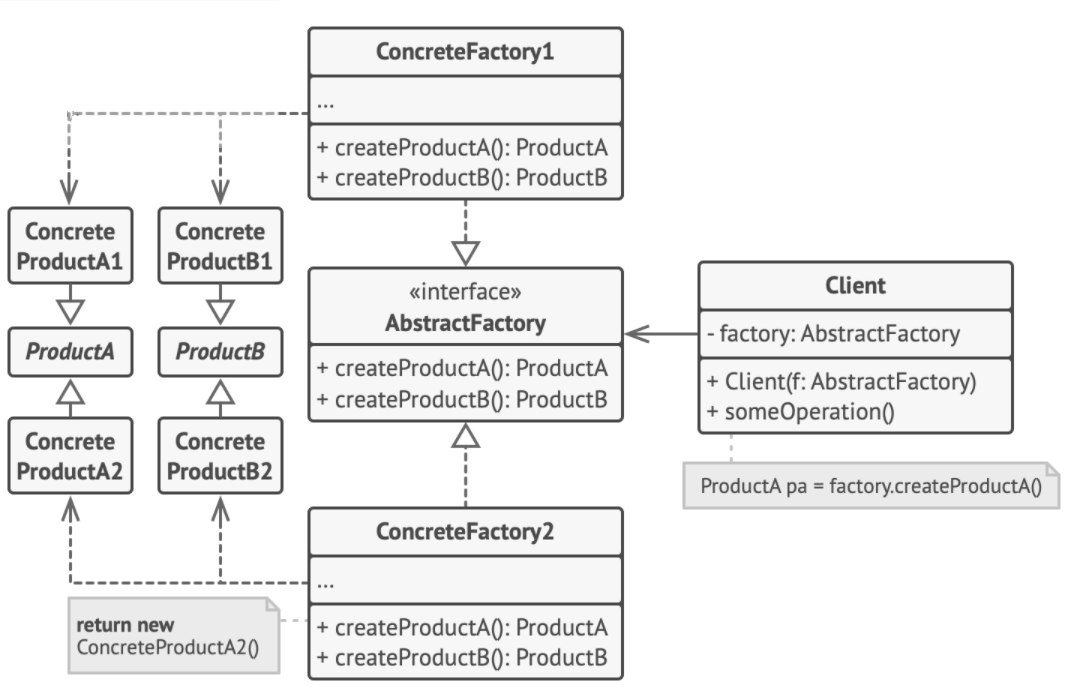 ConcreteFactory1
...
+ createProductA(): ProductA
+ createProductB(): ProductB
Concrete
ProductA1
Concrete
ProductB1
ProductA
ProductB
Concrete
ProductA2
Concrete
ProductB2
«interface»
AbstractFactory
+ createProductA(): ProductA
+ createProductB(): ProductB
Client
- factory: AbstractFactory
+ Client(f: AbstractFactory)
+ someOperation()
ProductA pa = factory.createProductA()
ConcreteFactory2
...
+ createProductA(): ProductA
+ createProductB(): ProductB
return new
ConcreteProductA2()